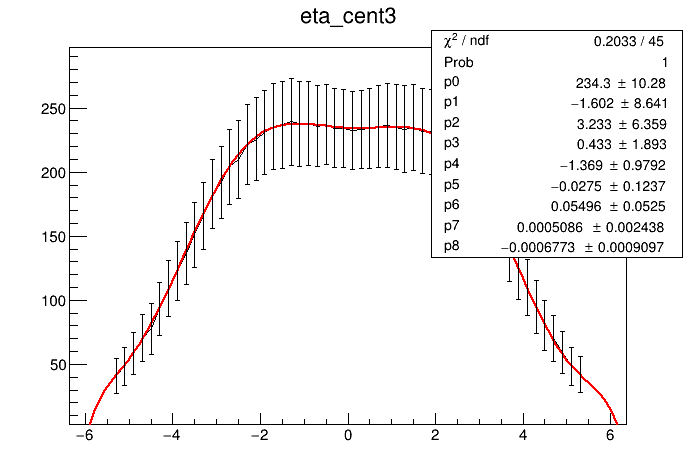 eta_cent3
χ² / ndf 0.2033 / 45
Prob 1
p0 234.3 ± 10.28
p1 −1.602 ± 8.641
p2 3.233 ± 6.359
p3 0.433 ± 1.893
p4 −1.369 ± 0.9792
p5 −0.0275 ± 0.1237
p6 0.05496 ± 0.0525
p7 0.0005086 ± 0.002438
p8 −0.0006773 ± 0.0009097
250
200
150
100
50
−6 −4 −2 0 2 4 6